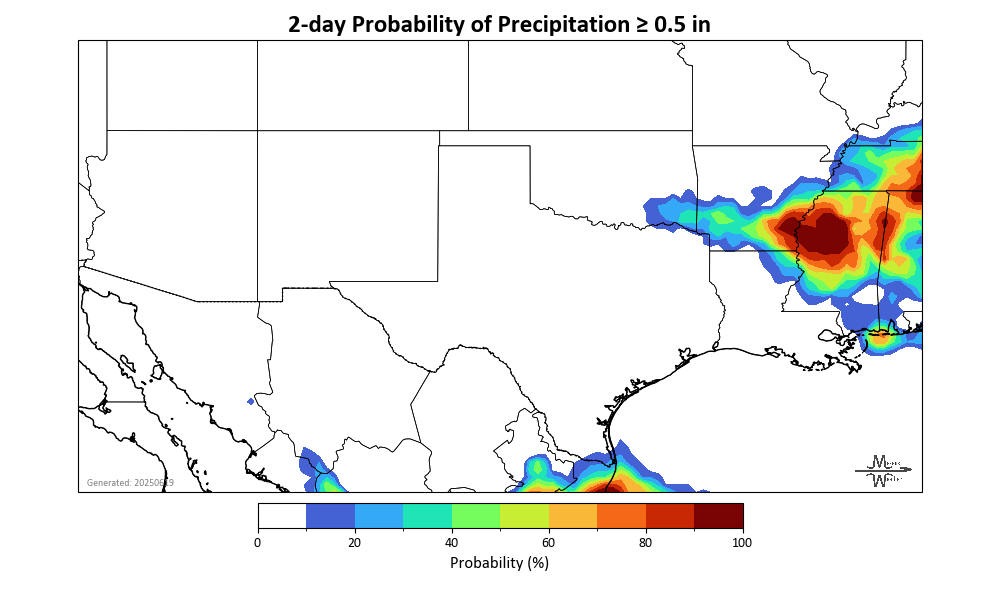 2-day Probability of Precipitation ≥ 0.5 in
Generated: 20250619
0 20 40 60 80 100
Probability (%)